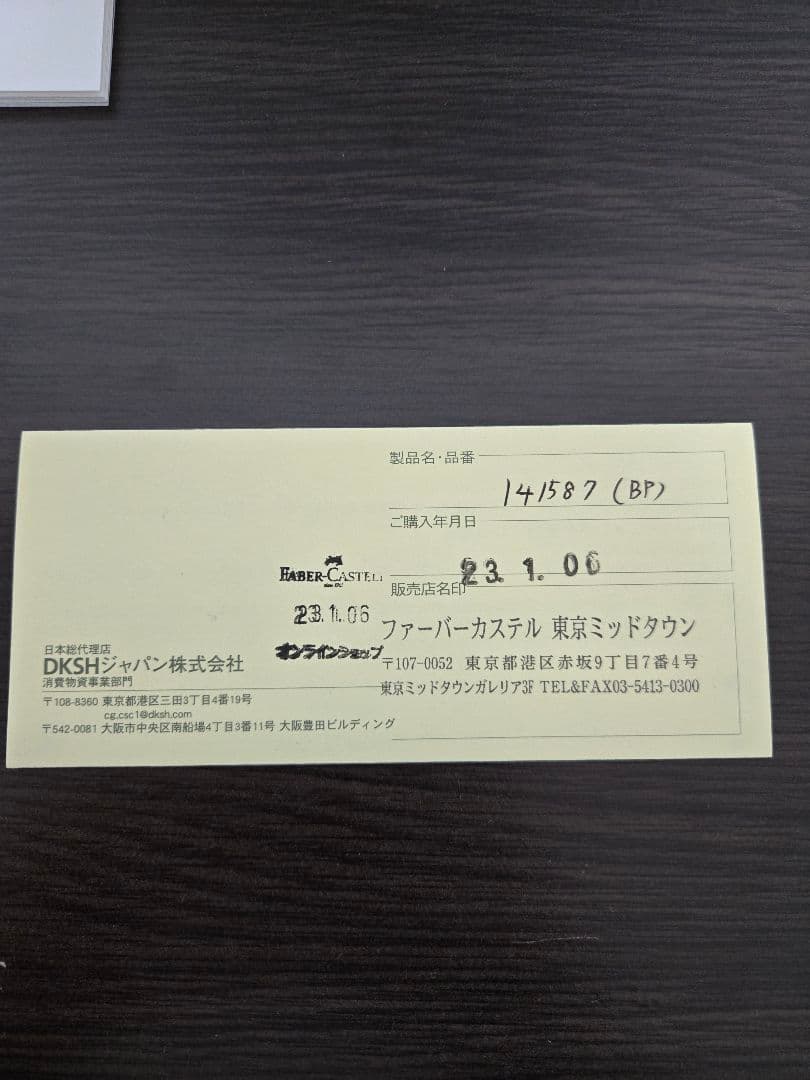 製品名・品番
141587 (BP)
ご購入年月日
23. 1. 06
販売店名印
ファーバーカステル 東京ミッドタウン
〒107-0052 東京都港区赤坂9丁目7番4号
東京ミッドタウンガレリア3F TEL&FAX03-5413-0300
FABER-CASTELL
23.1.06
オンラインショップ
日本総代理店
DKSHジャパン株式会社
消費物資事業部門
〒108-8360 東京都港区三田3丁目4番19号
cg.csc1@dksh.com
〒542-0081 大阪市中央区南船場4丁目3番11号 大阪豊田ビルディング